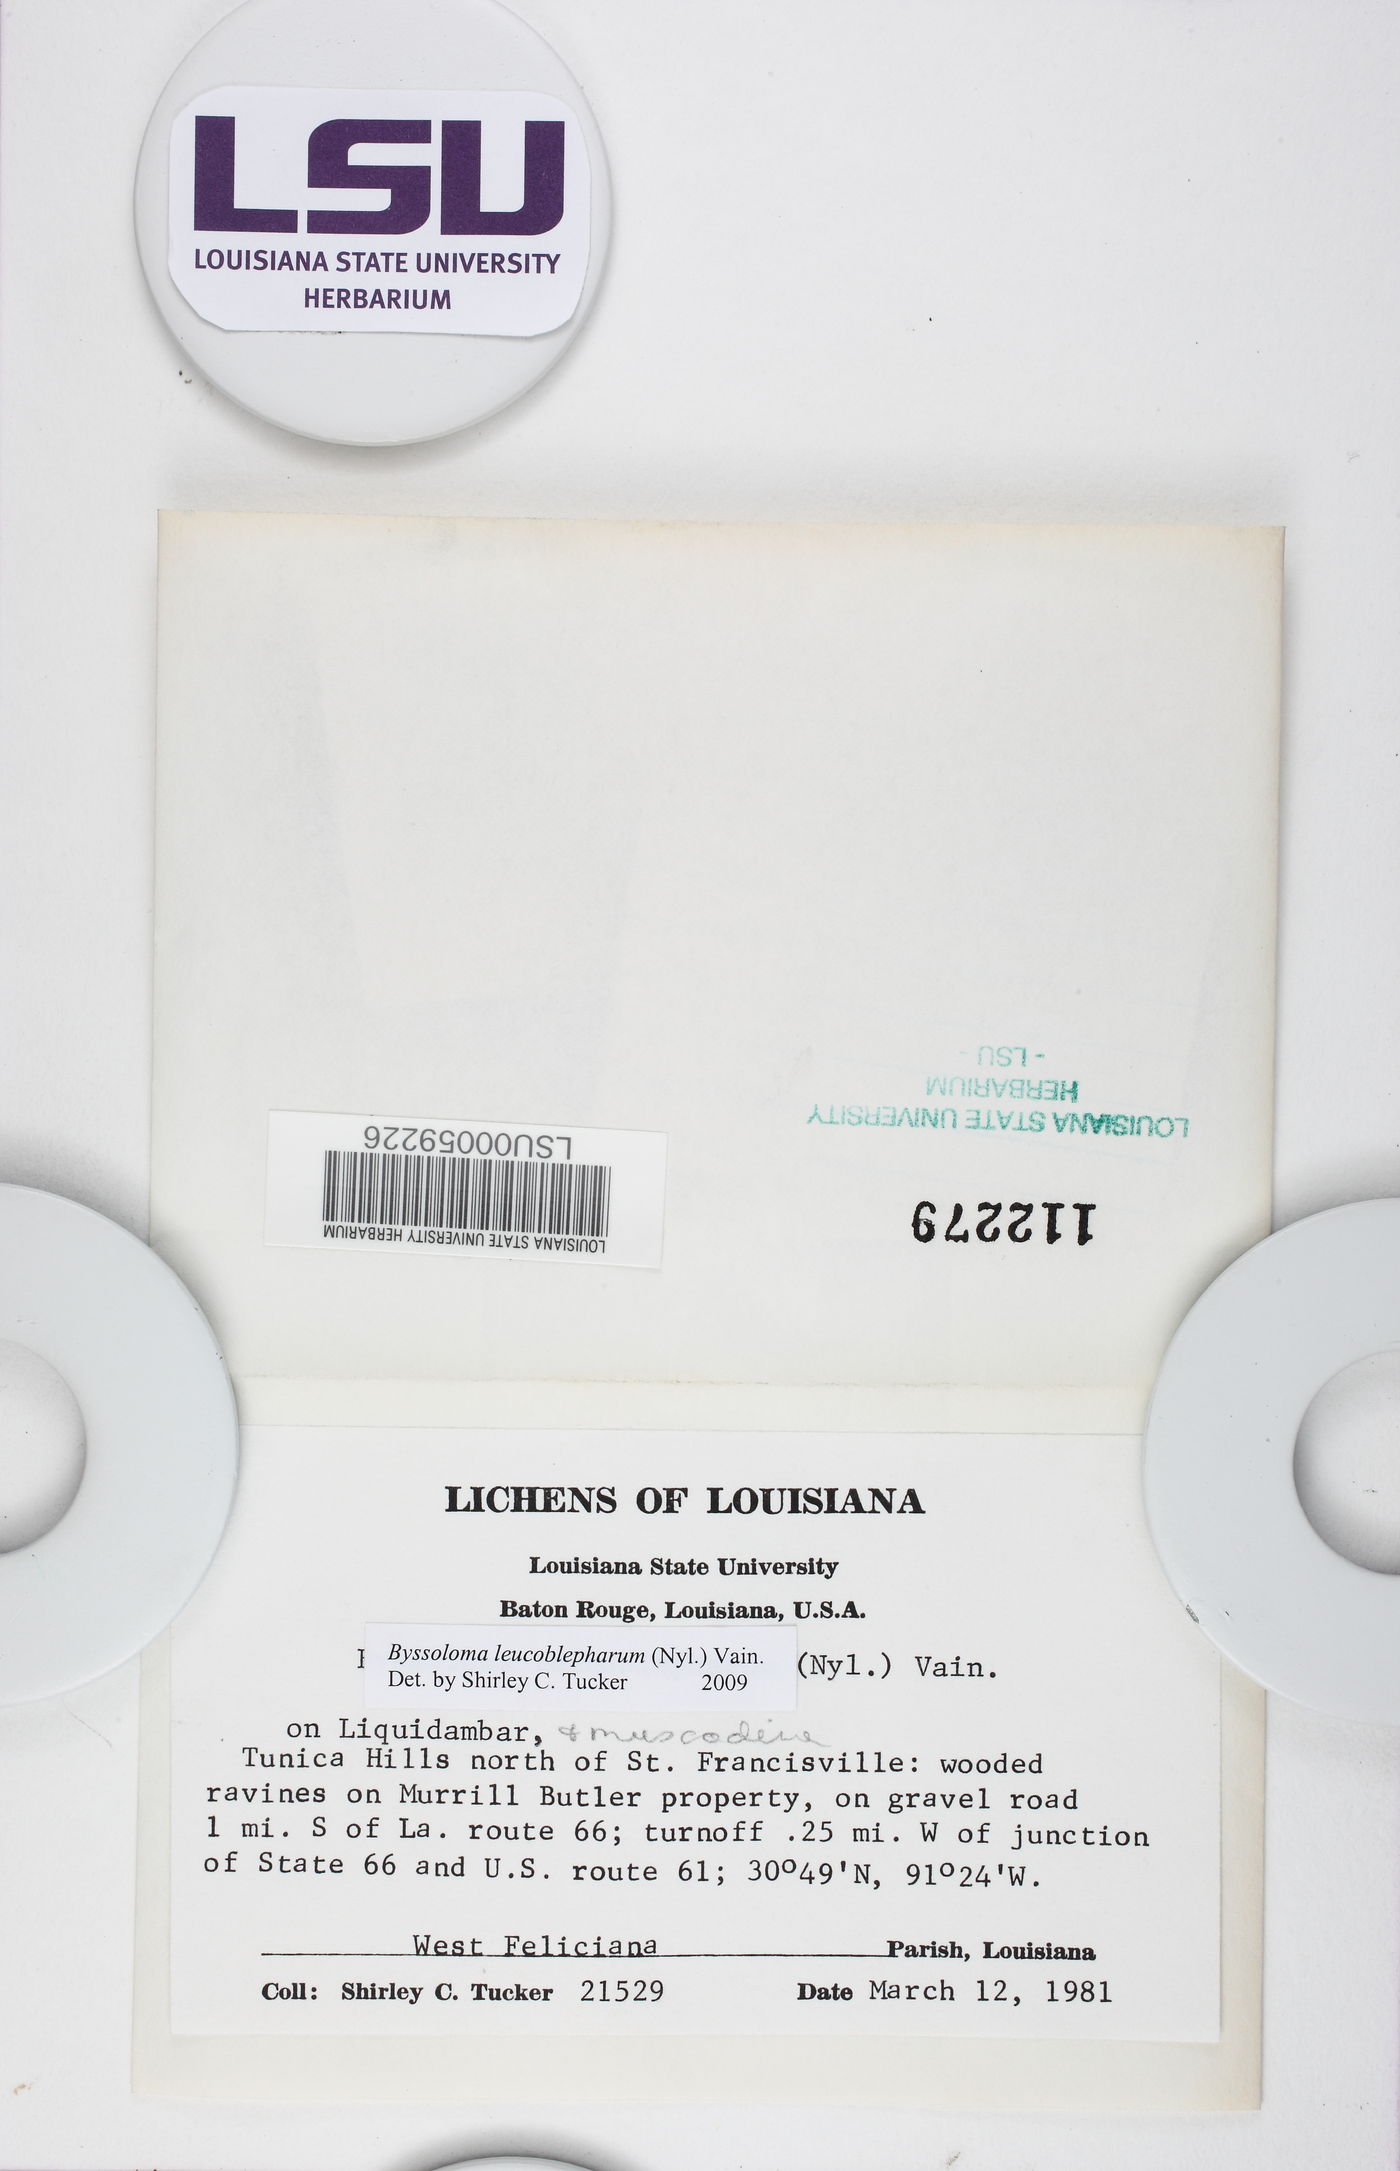 LSU
LOUISIANA STATE UNIVERSITY
HERBARIUM
- LSU -
HERBARIUM
LOUISIANA STATE UNIVERSITY
LSU00059226
LOUISIANA STATE UNIVERSITY HERBARIUM
112279
LICHENS OF LOUISIANA
Louisiana State University
Baton Rouge, Louisiana, U.S.A.
Byssoloma leucoblepharum (Nyl.) Vain.
Det. by Shirley C. Tucker 2009
(Nyl.) Vain.
on Liquidambar, & muscodine
Tunica Hills north of St. Francisville: wooded
ravines on Murrill Butler property, on gravel road
1 mi. S of La. route 66; turnoff .25 mi. W of junction
of State 66 and U.S. route 61; 30°49'N, 91°24'W.
West Feliciana Parish, Louisiana
Coll: Shirley C. Tucker 21529 Date March 12, 1981